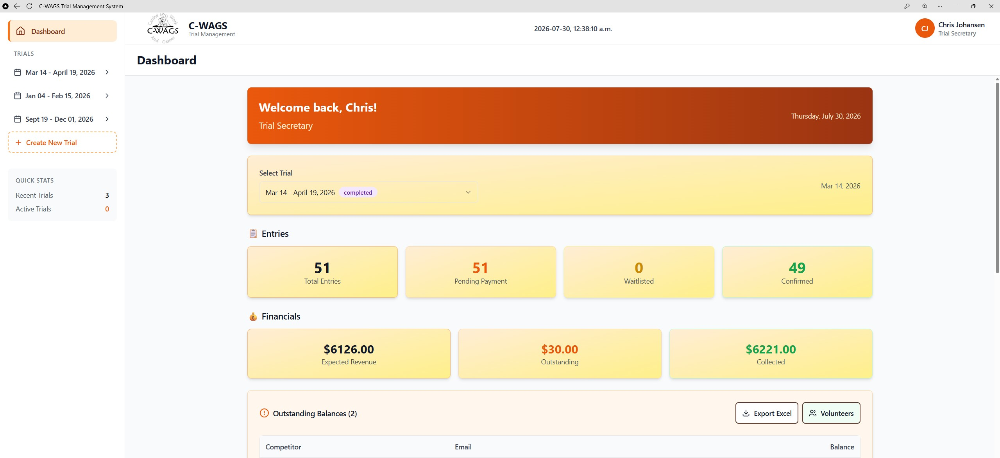 C-WAGS Trial Management System
Dashboard
TRIALS
Mar 14 - April 19, 2026
Jan 04 - Feb 15, 2026
Sept 19 - Dec 01, 2026
Create New Trial
QUICK STATS
Recent Trials 3
Active Trials 0
Canine Work
C-WAGS
And Games
C-WAGS
Trial Management
2026-07-30, 12:38:10 a.m.
CJ
Chris Johansen
Trial Secretary
Dashboard
Welcome back, Chris!
Trial Secretary
Thursday, July 30, 2026
Select Trial
Mar 14 - April 19, 2026 completed
Mar 14, 2026
Entries
51
Total Entries
51
Pending Payment
0
Waitlisted
49
Confirmed
Financials
$6126.00
Expected Revenue
$30.00
Outstanding
$6221.00
Collected
Outstanding Balances (2)
Export Excel
Volunteers
Competitor Email Balance